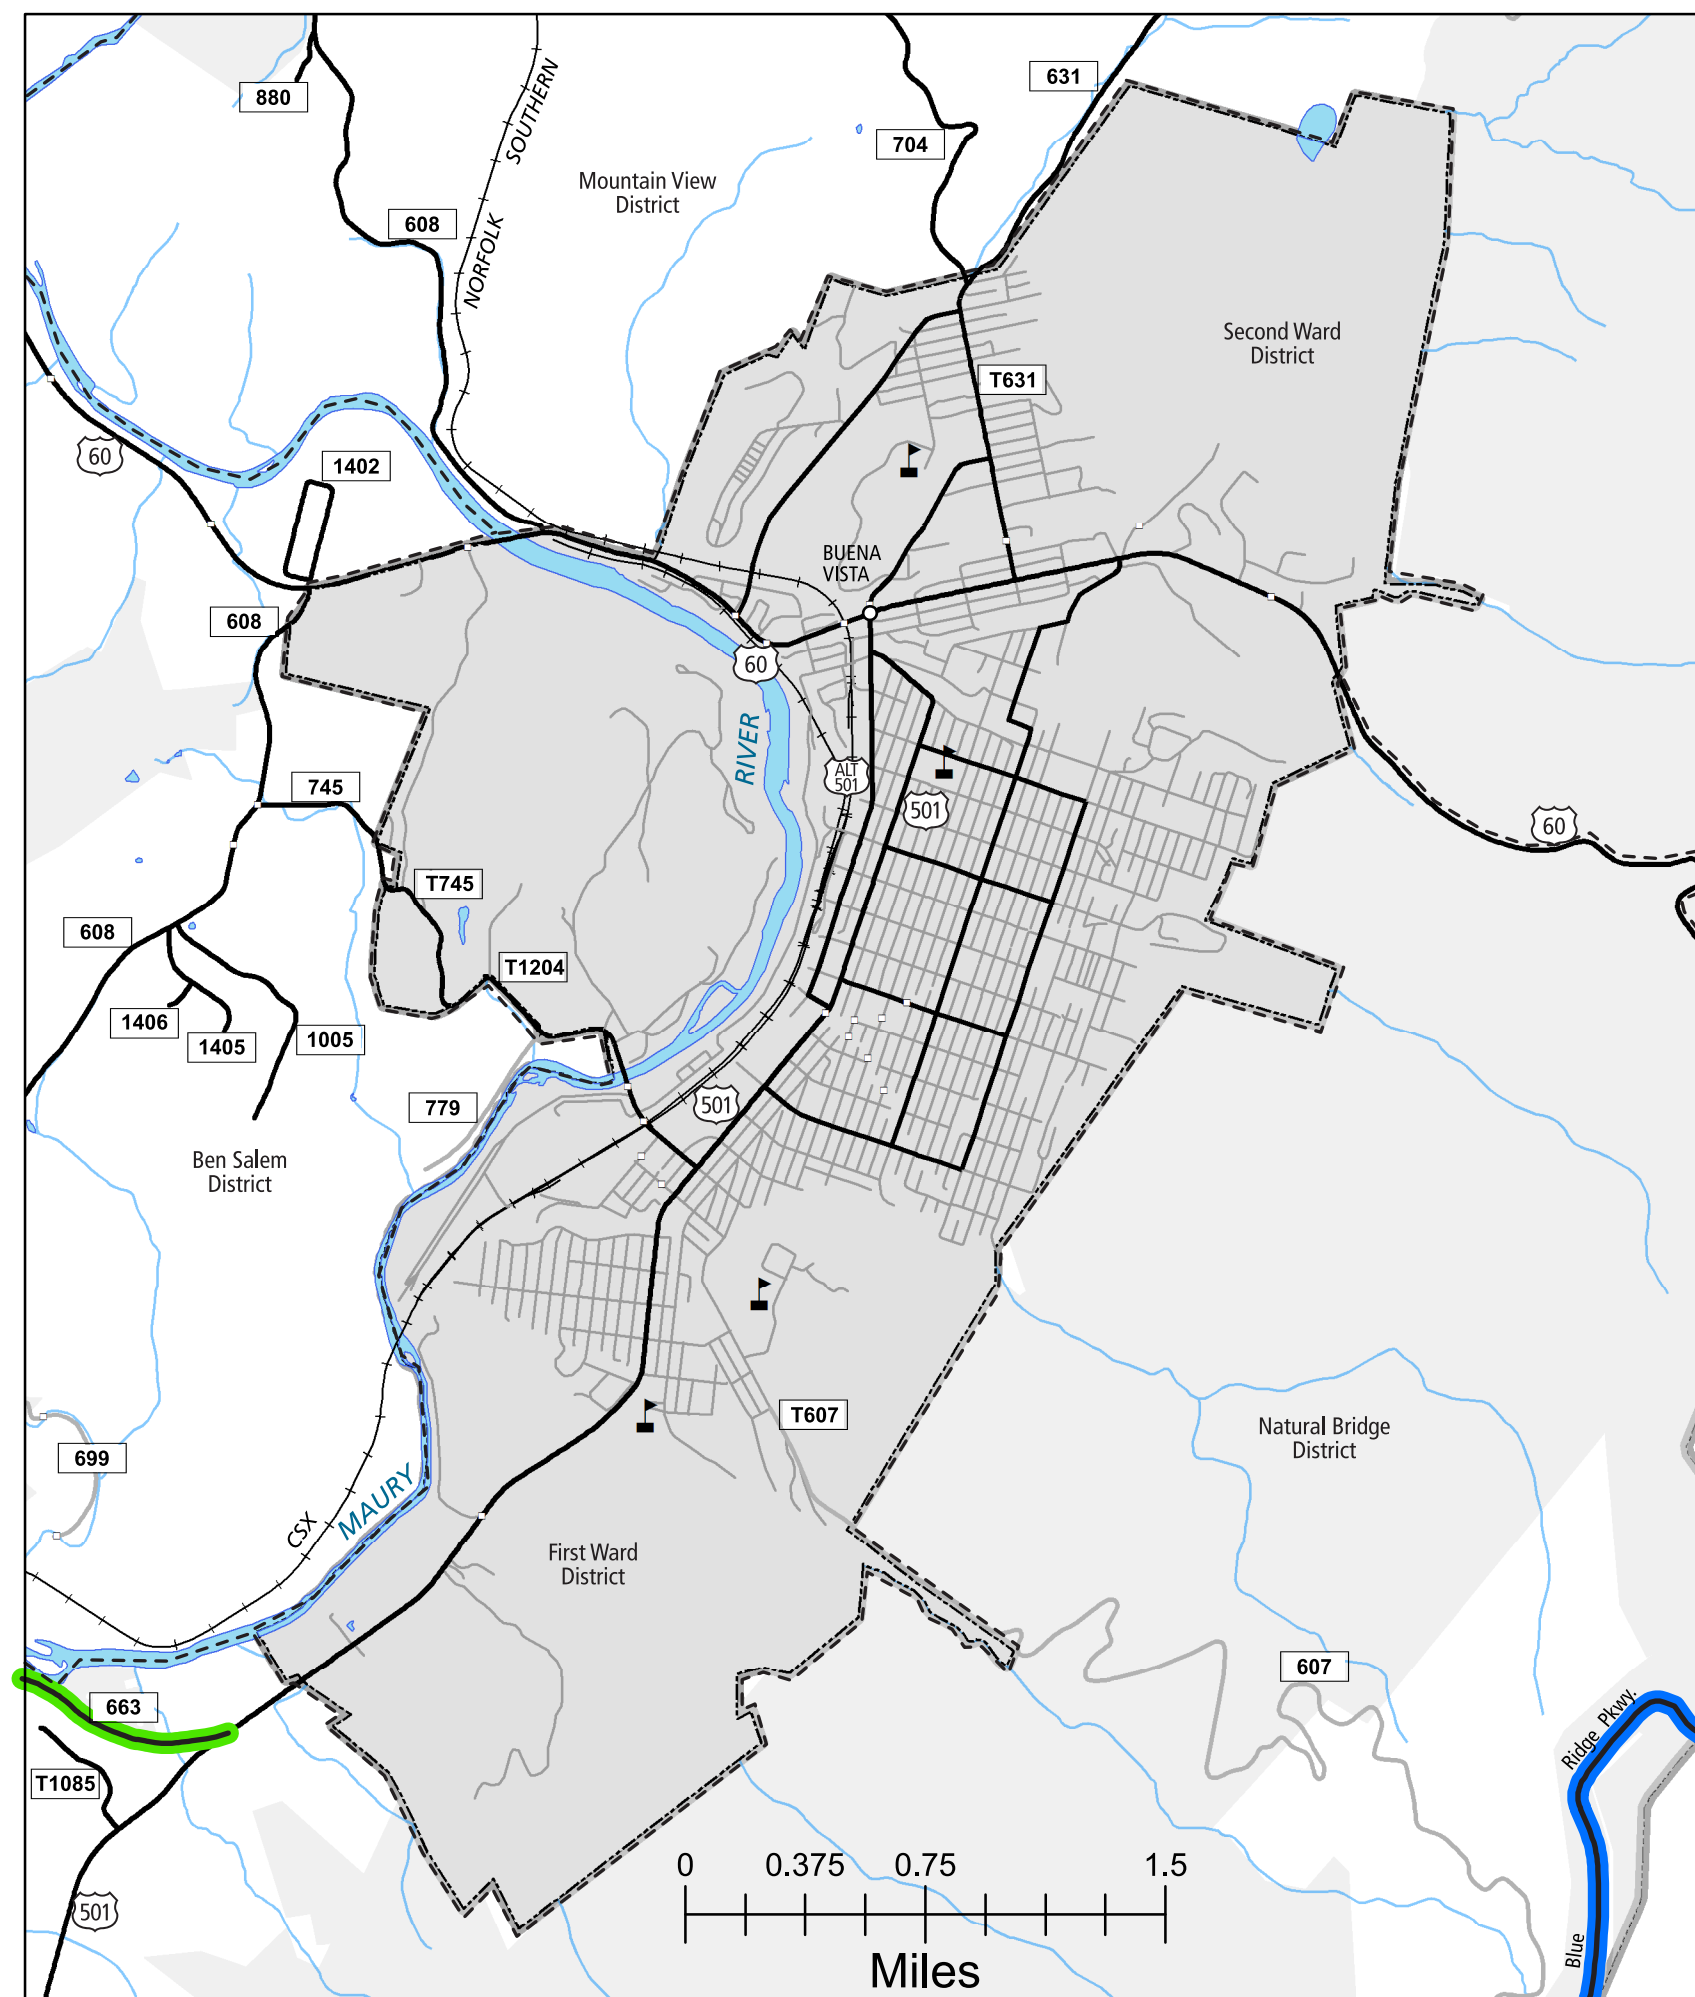 631
880
SOUTHERN
704
Mountain View
District
608
NORFOLK
Second Ward
District
T631
60
1402
BUENA
VISTA
608
60
RIVER
ALT
501
745
501
60
T745
608
T1204
1406
1405
1005
779
501
Ben Salem
District
T607
Natural Bridge
District
699
MAURY
CSX
First Ward
District
607
663
Ridge Pkwy.
T1085
0 0.375 0.75 1.5
501
Blue
Miles